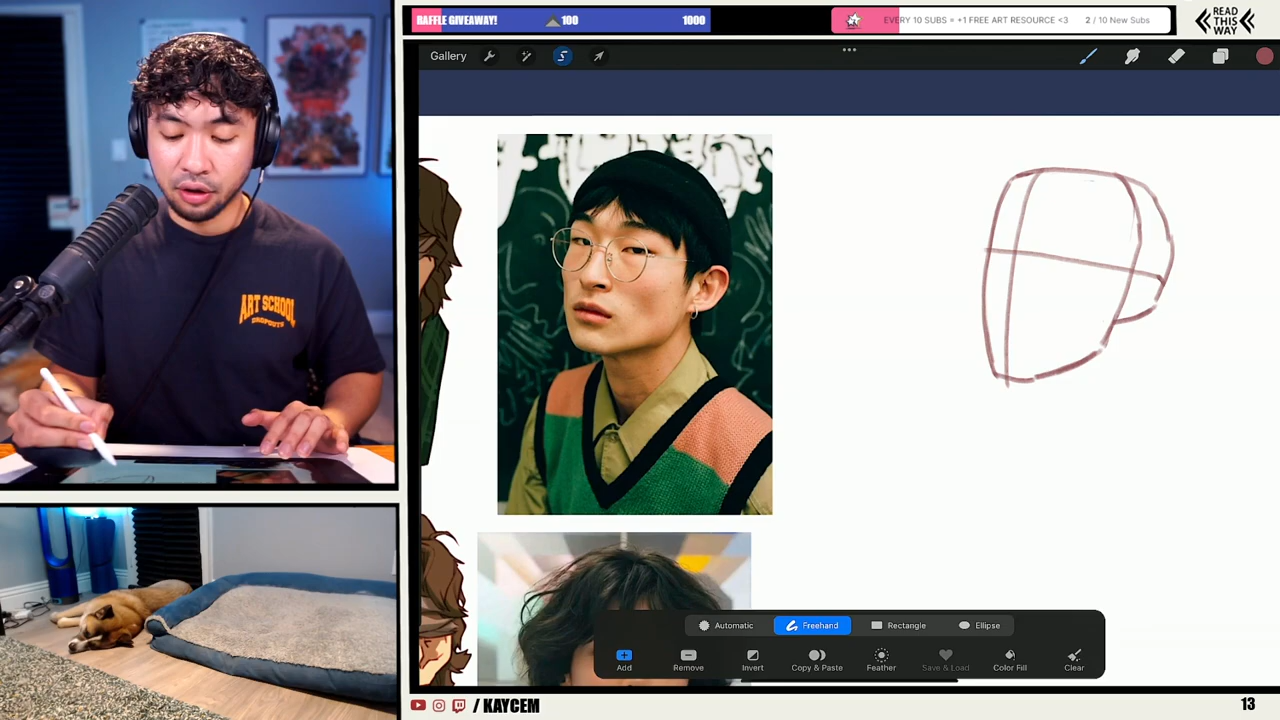 RAFFLE GIVEAWAY!
100
1000
EVERY 10 SUBS = +1 FREE ART RESOURCE <3
2 / 10 New Subs
READ
THIS
WAY
Gallery
ART SCHOOL
DROPOUTS
Automatic
Freehand
Rectangle
Ellipse
Add
Remove
Invert
Copy & Paste
Feather
Save & Load
Color Fill
Clear
/ KAYCEM
13